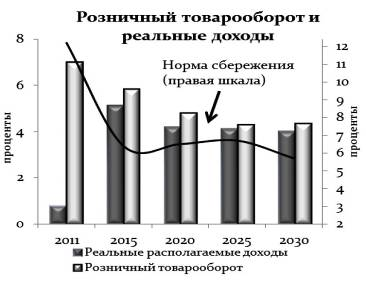 Розничный товарооборот и
реальные доходы
8
6
4
2
0
проценты
Норма сбережения
(правая шкала)
12
11
10
9
8
7
6
5
4
3
2
проценты
2011 2015 2020 2025 2030
Реальные располагаемые доходы
Розничный товарооборот